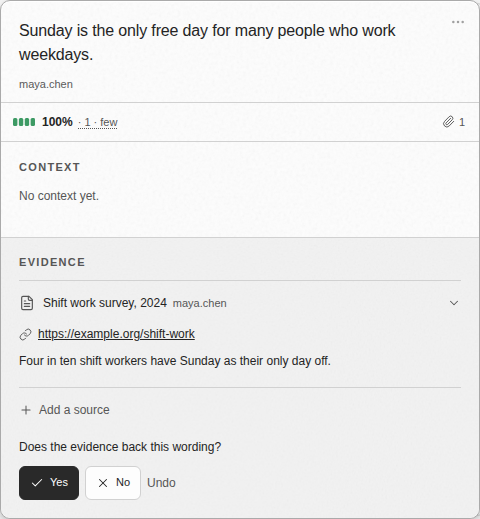 Sunday is the only free day for many people who work
weekdays.
maya.chen
100% · 1 · few
1
CONTEXT
No context yet.
EVIDENCE
Shift work survey, 2024 maya.chen
https://example.org/shift-work
Four in ten shift workers have Sunday as their only day off.
Add a source
Does the evidence back this wording?
Yes No Undo